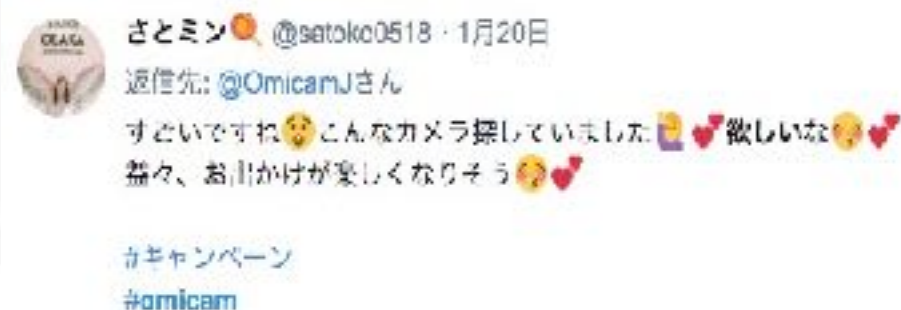 さとミン @satoko0518 · 1月20日
返信先: @OmicamJさん
すごいですね😲こんなカメラ探していました🙋💕欲しいな😚💕
益々、お出かけが楽しくなりそう😚💕
#キャンペーン
#omicam